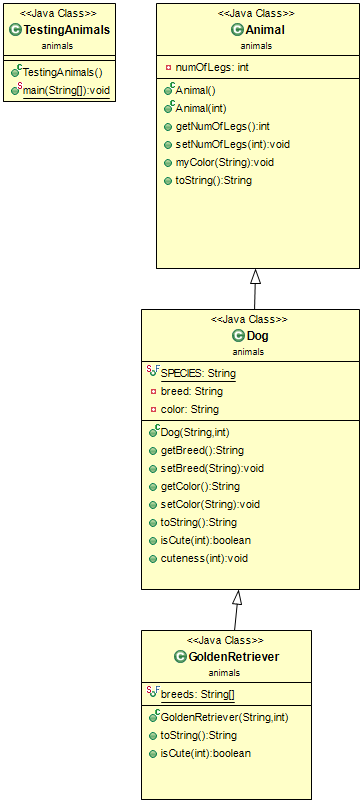 <<Java Class>>
TestingAnimals
animals
TestingAnimals()
main(String[]):void
<<Java Class>>
Animal
animals
numOfLegs: int
Animal()
Animal(int)
getNumOfLegs():int
setNumOfLegs(int):void
myColor(String):void
toString():String
<<Java Class>>
Dog
animals
SPECIES: String
breed: String
color: String
Dog(String,int)
getBreed():String
setBreed(String):void
getColor():String
setColor(String):void
toString():String
isCute(int):boolean
cuteness(int):void
<<Java Class>>
GoldenRetriever
animals
breeds: String[]
GoldenRetriever(String,int)
toString():String
isCute(int):boolean